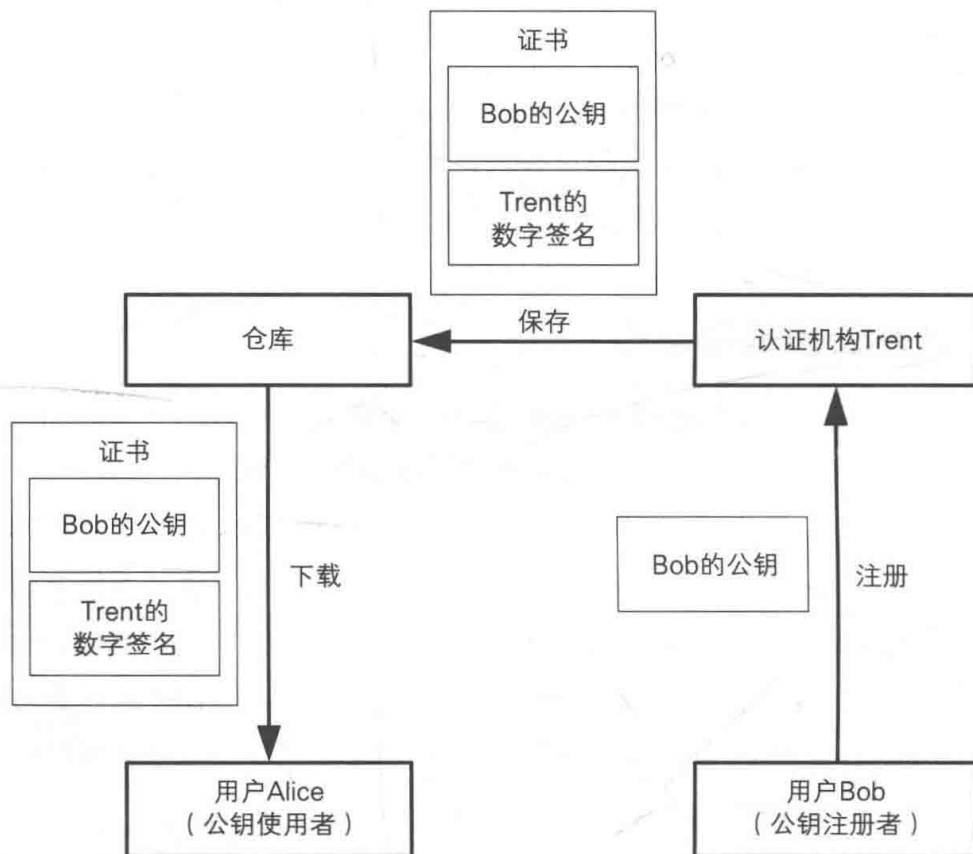 证书
Bob的公钥
Trent的
数字签名
仓库
保存
认证机构Trent
证书
Bob的公钥
Trent的
数字签名
下载
Bob的公钥
注册
用户Alice
（公钥使用者）
用户Bob
（公钥注册者）